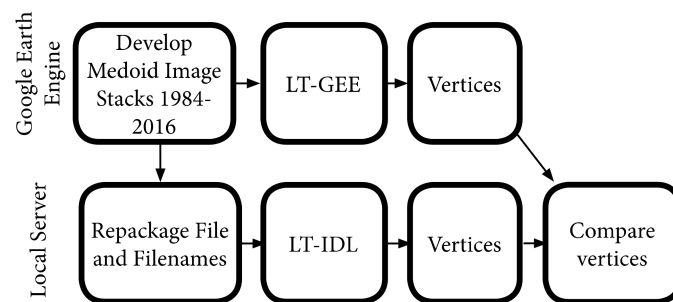 Google Earth
Engine
Develop
Medoid Image
Stacks 1984-
2016
LT-GEE
Vertices
Local Server
Repackage File
and Filenames
LT-IDL
Vertices
Compare
vertices